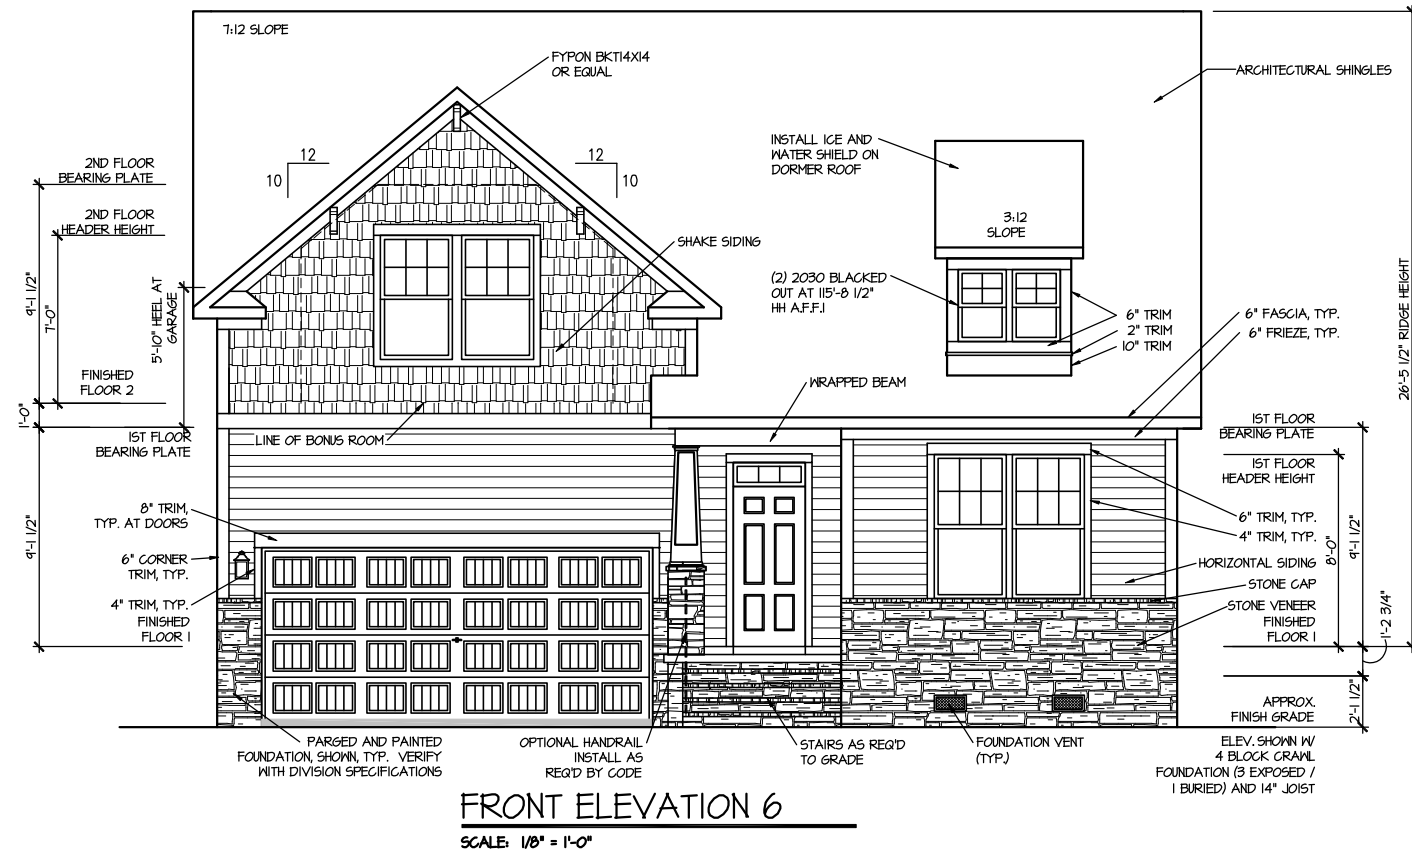 7:12 SLOPE
FYPON BKT14X14
OR EQUAL
ARCHITECTURAL SHINGLES
INSTALL ICE AND
WATER SHIELD ON
DORMER ROOF
12
10
12
10
2ND FLOOR
BEARING PLATE
2ND FLOOR
HEADER HEIGHT
3:12
SLOPE
SHAKE SIDING
(2) 2030 BLACKED
OUT AT 115'-8 1/2"
HH A.F.F.1
9'-1 1/2"
7'-0"
5'-10" HEEL AT
GARAGE
6" TRIM
2" TRIM
10" TRIM
6" FASCIA, TYP.
6" FRIEZE, TYP.
26'-5 1/2" RIDGE HEIGHT
FINISHED
FLOOR 2
WRAPPED BEAM
1'-0"
1ST FLOOR
BEARING PLATE
LINE OF BONUS ROOM
1ST FLOOR
BEARING PLATE
1ST FLOOR
HEADER HEIGHT
8" TRIM,
TYP. AT DOORS
9'-1 1/2"
6" CORNER
TRIM, TYP.
4" TRIM, TYP.
FINISHED
FLOOR 1
6" TRIM, TYP.
4" TRIM, TYP.
8'-0"
9'-1 1/2"
HORIZONTAL SIDING
STONE CAP
STONE VENEER
FINISHED
FLOOR 1
1'-2 3/4"
2'-1 1/2"
APPROX.
FINISH GRADE
PARGED AND PAINTED
FOUNDATION, SHOWN, TYP. VERIFY
WITH DIVISION SPECIFICATIONS
OPTIONAL HANDRAIL
INSTALL AS
REQ'D BY CODE
STAIRS AS REQ'D
TO GRADE
FOUNDATION VENT
(TYP.)
ELEV. SHOWN W/
4 BLOCK CRAWL
FOUNDATION (3 EXPOSED /
1 BURIED) AND 14" JOIST
FRONT ELEVATION 6
SCALE: 1/8" = 1'-0"